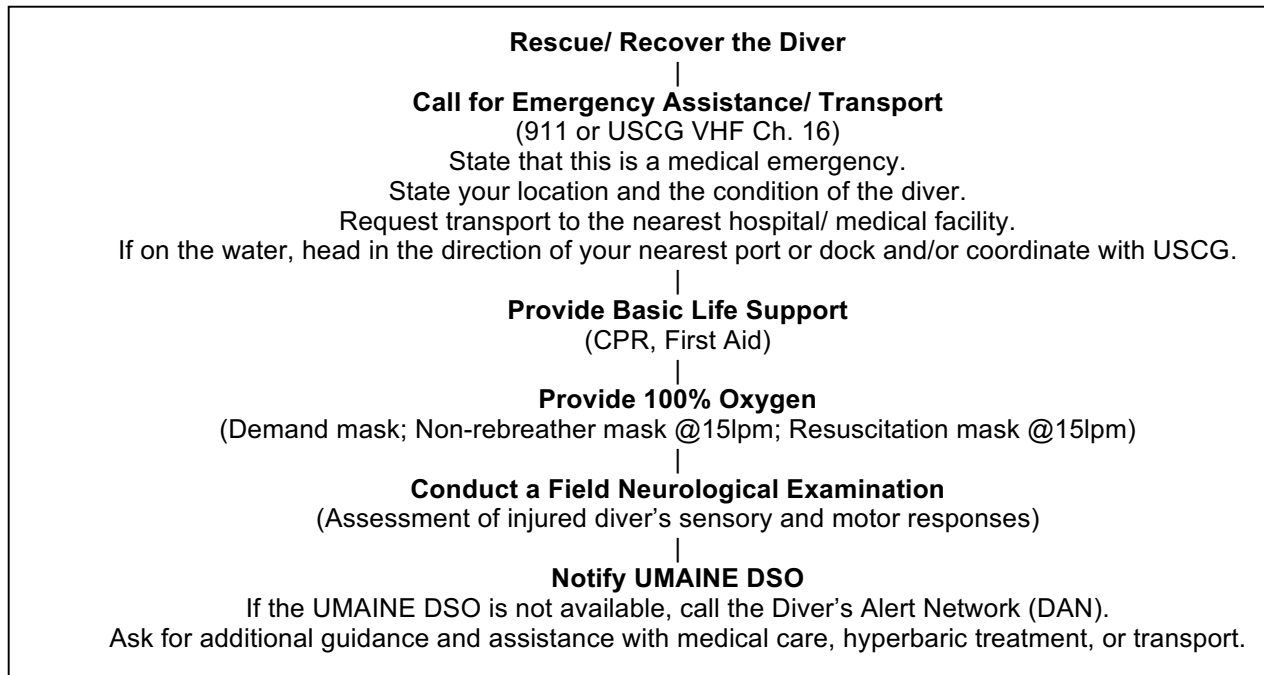 Rescue/ Recover the Diver
|
Call for Emergency Assistance/ Transport
(911 or USCG VHF Ch. 16)
State that this is a medical emergency.
State your location and the condition of the diver.
Request transport to the nearest hospital/ medical facility.
If on the water, head in the direction of your nearest port or dock and/or coordinate with USCG.
|
Provide Basic Life Support
(CPR, First Aid)
|
Provide 100% Oxygen
(Demand mask; Non-rebreather mask @15lpm; Resuscitation mask @15lpm)
|
Conduct a Field Neurological Examination
(Assessment of injured diver’s sensory and motor responses)
|
Notify UMAINE DSO
If the UMAINE DSO is not available, call the Diver’s Alert Network (DAN).
Ask for additional guidance and assistance with medical care, hyperbaric treatment, or transport.